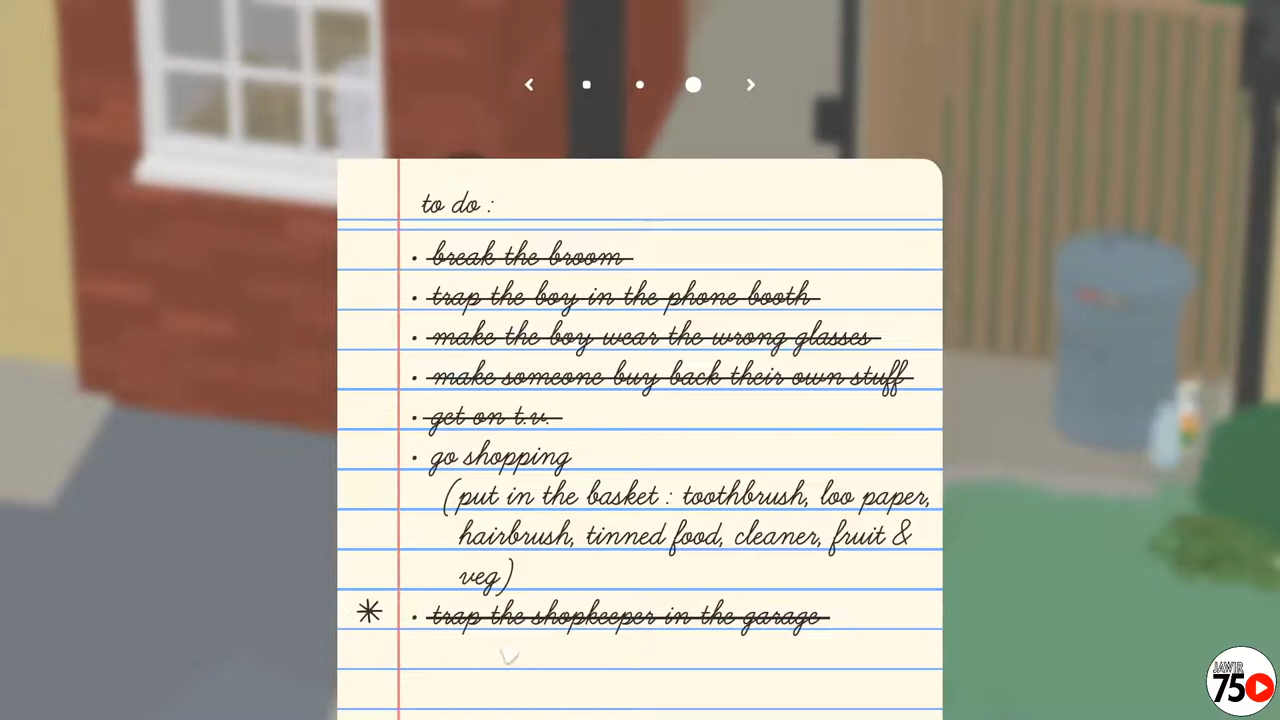 to do :
• break the broom
• trap the boy in the phone booth
• make the boy wear the wrong glasses
• make someone buy back their own stuff
• get on t.v.
• go shopping
(put in the basket : toothbrush, loo paper,
hairbrush, tinned food, cleaner, fruit &
veg)
• trap the shopkeeper in the garage
JAW1R
75